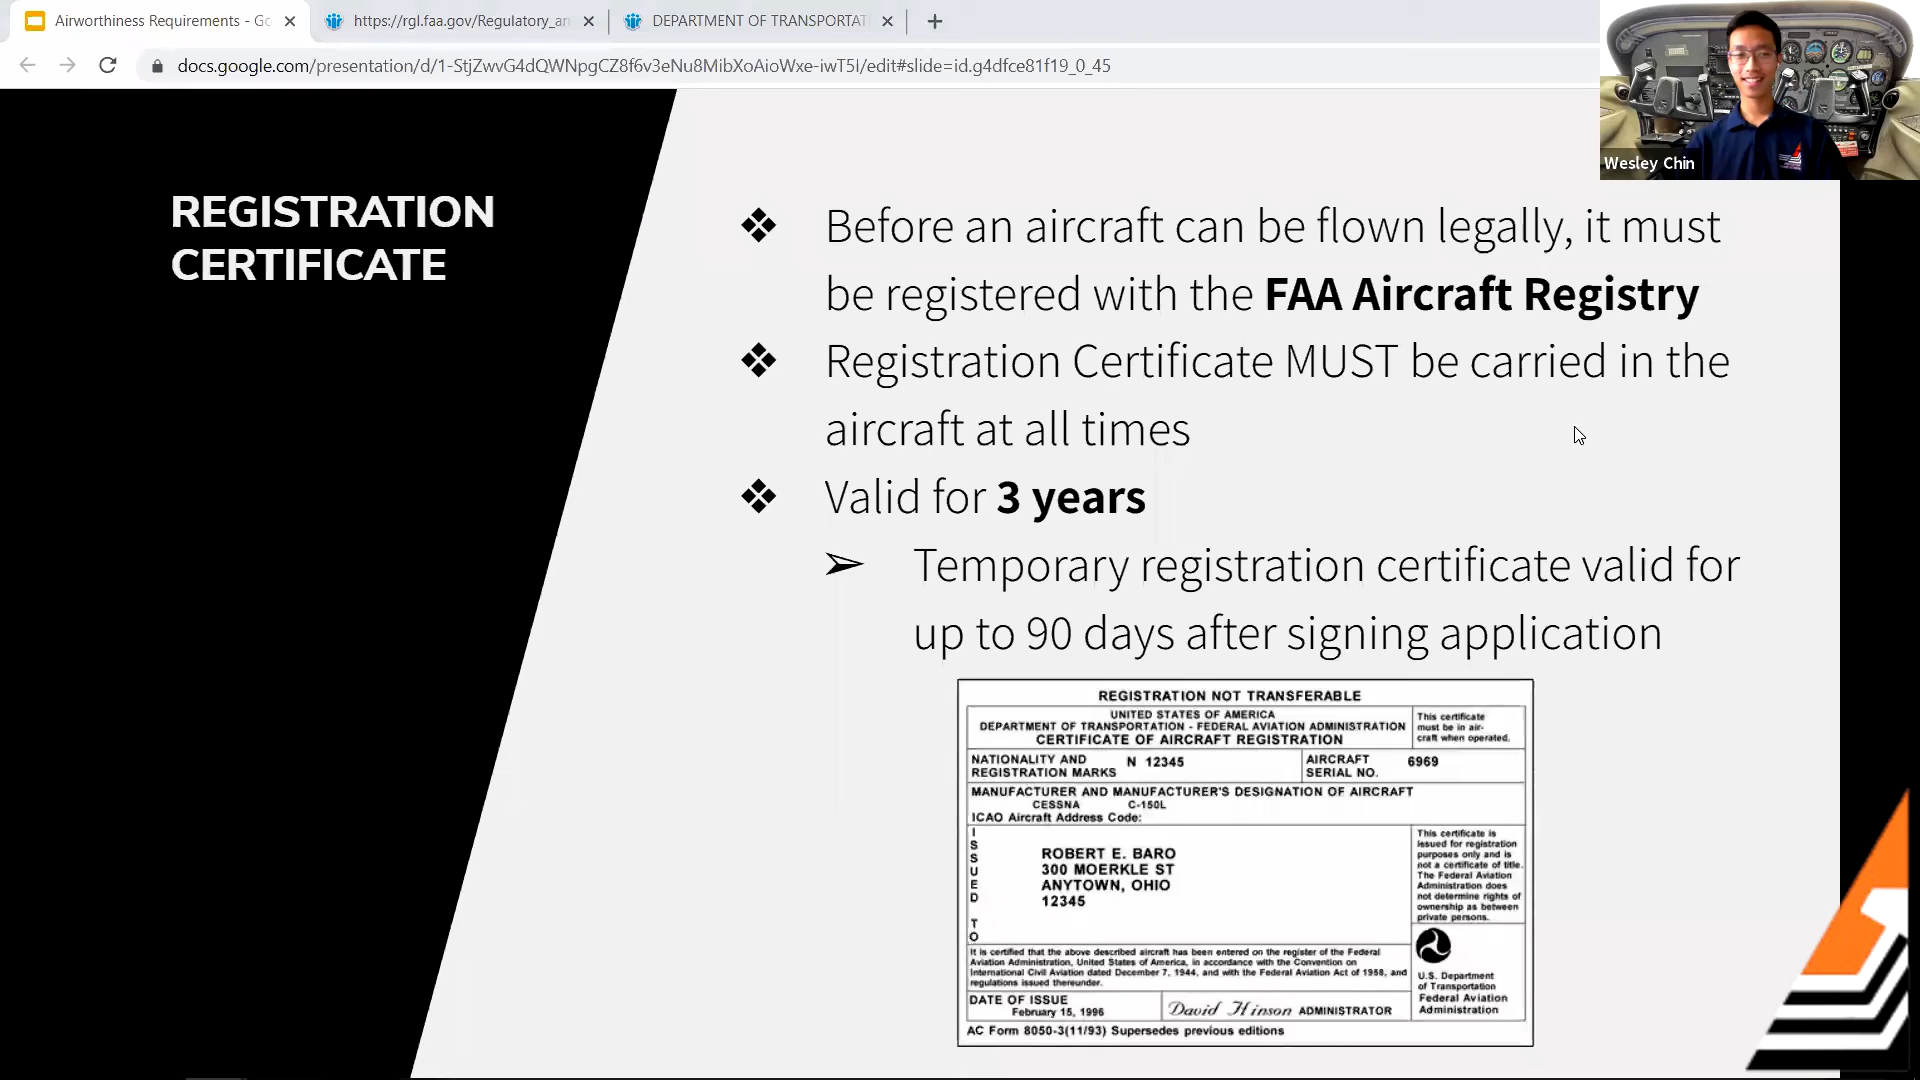 Airworthiness Requirements - Go
https://rgl.faa.gov/Regulatory_an
DEPARTMENT OF TRANSPORTAT
docs.google.com/presentation/d/1-StjZwvG4dQWNpgCZ8f6v3eNu8MibXoAioWxe-iwT5I/edit#slide=id.g4dfce81f19_0_45
Wesley Chin
REGISTRATION
CERTIFICATE
Before an aircraft can be flown legally, it must
be registered with the FAA Aircraft Registry
Registration Certificate MUST be carried in the
aircraft at all times
Valid for 3 years
Temporary registration certificate valid for
up to 90 days after signing application
REGISTRATION NOT TRANSFERABLE
UNITED STATES OF AMERICA
DEPARTMENT OF TRANSPORTATION - FEDERAL AVIATION ADMINISTRATION
CERTIFICATE OF AIRCRAFT REGISTRATION
This certificate
must be in air-
craft when operated.
NATIONALITY AND
REGISTRATION MARKS
N 12345
AIRCRAFT
SERIAL NO.
6969
MANUFACTURER AND MANUFACTURER'S DESIGNATION OF AIRCRAFT
CESSNA C-150L
ICAO Aircraft Address Code:
ISSUED TO
ROBERT E. BARO
300 MOERKLE ST
ANYTOWN, OHIO
12345
This certificate is
issued for registration
purposes only and is
not a certificate of title.
The Federal Aviation
Administration does
not determine rights of
ownership as between
private persons.
It is certified that the above described aircraft has been entered on the register of the Federal
Aviation Administration, United States of America, in accordance with the Convention on
International Civil Aviation dated December 7, 1944, and with the Federal Aviation Act of 1958, and
regulations issued thereunder.
U.S. Department
of Transportation
Federal Aviation
Administration
DATE OF ISSUE
February 15, 1996
David Hinson ADMINISTRATOR
AC Form 8050-3(11/93) Supersedes previous editions